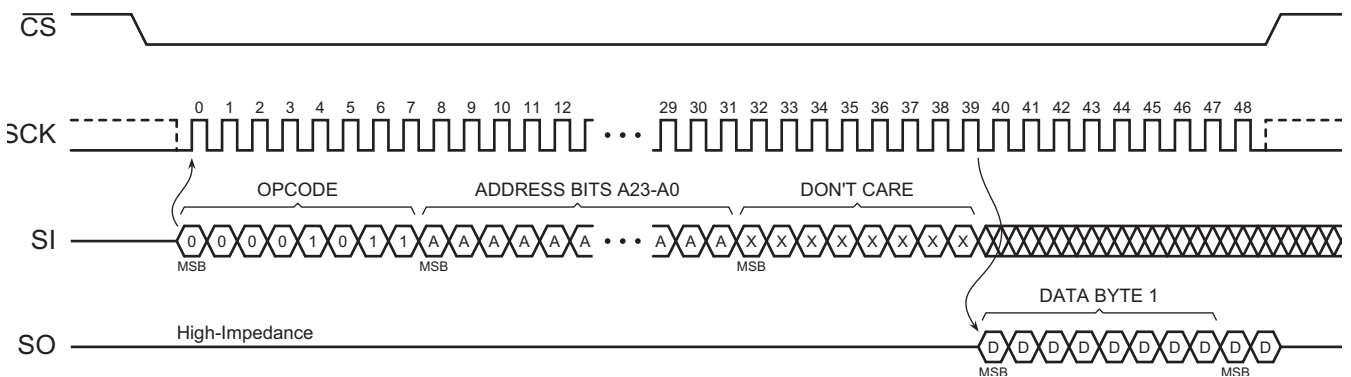 CS
0 1 2 3 4 5 6 7 8 9 10 11 12 29 30 31 32 33 34 35 36 37 38 39 40 41 42 43 44 45 46 47 48
SCK • • •
OPCODE ADDRESS BITS A23-A0 DON'T CARE
SI 0 0 0 0 1 0 1 1 A A A A A A • • • A A A X X X X X X X X
MSB MSB MSB
DATA BYTE 1
High-Impedance
SO D D D D D D D D D D
MSB MSB